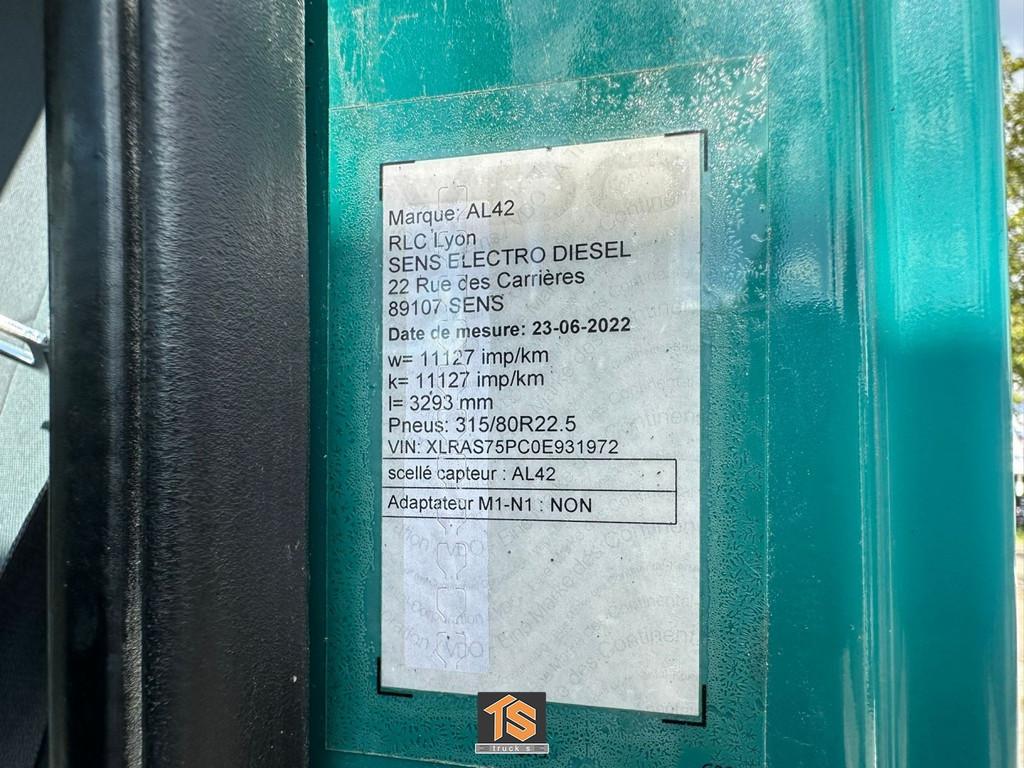 Marque: AL42
RLC Lyon
SENS ELECTRO DIESEL
22 Rue des Carrières
89107 SENS
Date de mesure: 23-06-2022
w= 11127 imp/km
k= 11127 imp/km
l= 3293 mm
Pneus: 315/80R22.5
VIN: XLRAS75PC0E931972
scellé capteur : AL42
Adaptateur M1-N1 : NON
TS
trucks